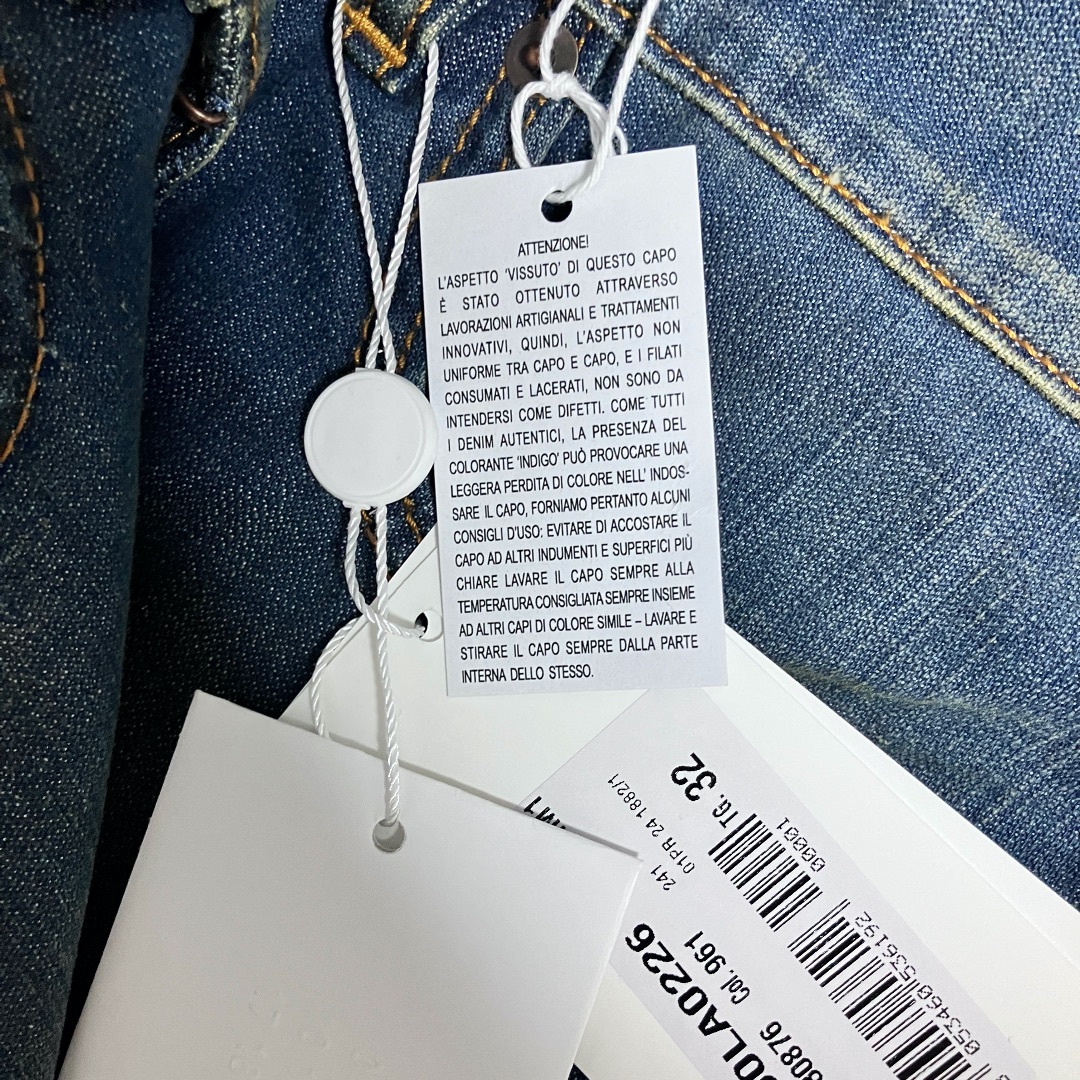 ATTENZIONE!
L'ASPETTO 'VISSUTO' DI QUESTO CAPO
È STATO OTTENUTO ATTRAVERSO
LAVORAZIONI ARTIGIANALI E TRATTAMENTI
INNOVATIVI, QUINDI, L'ASPETTO NON
UNIFORME TRA CAPO E CAPO, E I FILATI
CONSUMATI E LACERATI, NON SONO DA
INTENDERSI COME DIFETTI. COME TUTTI
I DENIM AUTENTICI, LA PRESENZA DEL
COLORANTE 'INDIGO' PUÒ PROVOCARE UNA
LEGGERA PERDITA DI COLORE NELL' INDOS-
SARE IL CAPO, FORNIAMO PERTANTO ALCUNI
CONSIGLI D'USO: EVITARE DI ACCOSTARE IL
CAPO AD ALTRI INDUMENTI E SUPERFICI PIÙ
CHIARE LAVARE IL CAPO SEMPRE ALLA
TEMPERATURA CONSIGLIATA SEMPRE INSIEME
AD ALTRI CAPI DI COLORE SIMILE – LAVARE E
STIRARE IL CAPO SEMPRE DALLA PARTE
INTERNA DELLO STESSO.
TG. 32
01PR 24 1882/1
241
00001
Col. 961